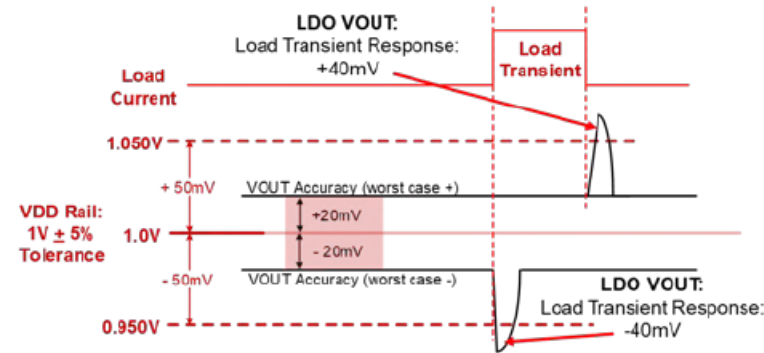 LDO VOUT:
Load Transient Response:
+40mV
Load
Transient
Load
Current
1.050V
+ 50mV
VOUT Accuracy (worst case +)
+20mV
VDD Rail:
1V ± 5%
Tolerance
1.0V
- 20mV
- 50mV
VOUT Accuracy (worst case -)
LDO VOUT:
Load Transient Response:
-40mV
0.950V